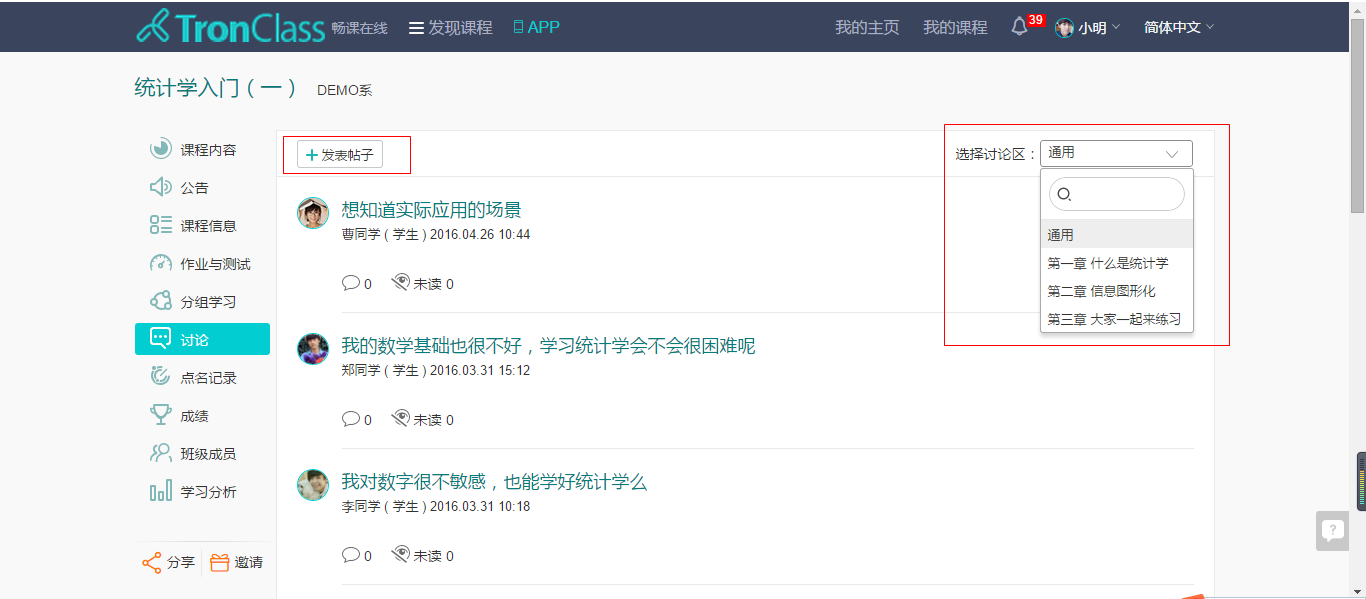 TronClass 畅课在线 发现课程 APP 我的主页 我的课程 39 小明 简体中文
统计学入门（一） DEMO系
课程内容
公告
课程信息
作业与测试
分组学习
讨论
点名记录
成绩
班级成员
学习分析
分享 邀请
+ 发表帖子
选择讨论区： 通用
通用
第一章 什么是统计学
第二章 信息图形化
第三章 大家一起来练习
想知道实际应用的场景
曹同学 ( 学生 ) 2016.04.26 10:44
0 未读 0
我的数学基础也很不好，学习统计学会不会很困难呢
郑同学 ( 学生 ) 2016.03.31 15:12
0 未读 0
我对数字很不敏感，也能学好统计学么
李同学 ( 学生 ) 2016.03.31 10:18
0 未读 0
?